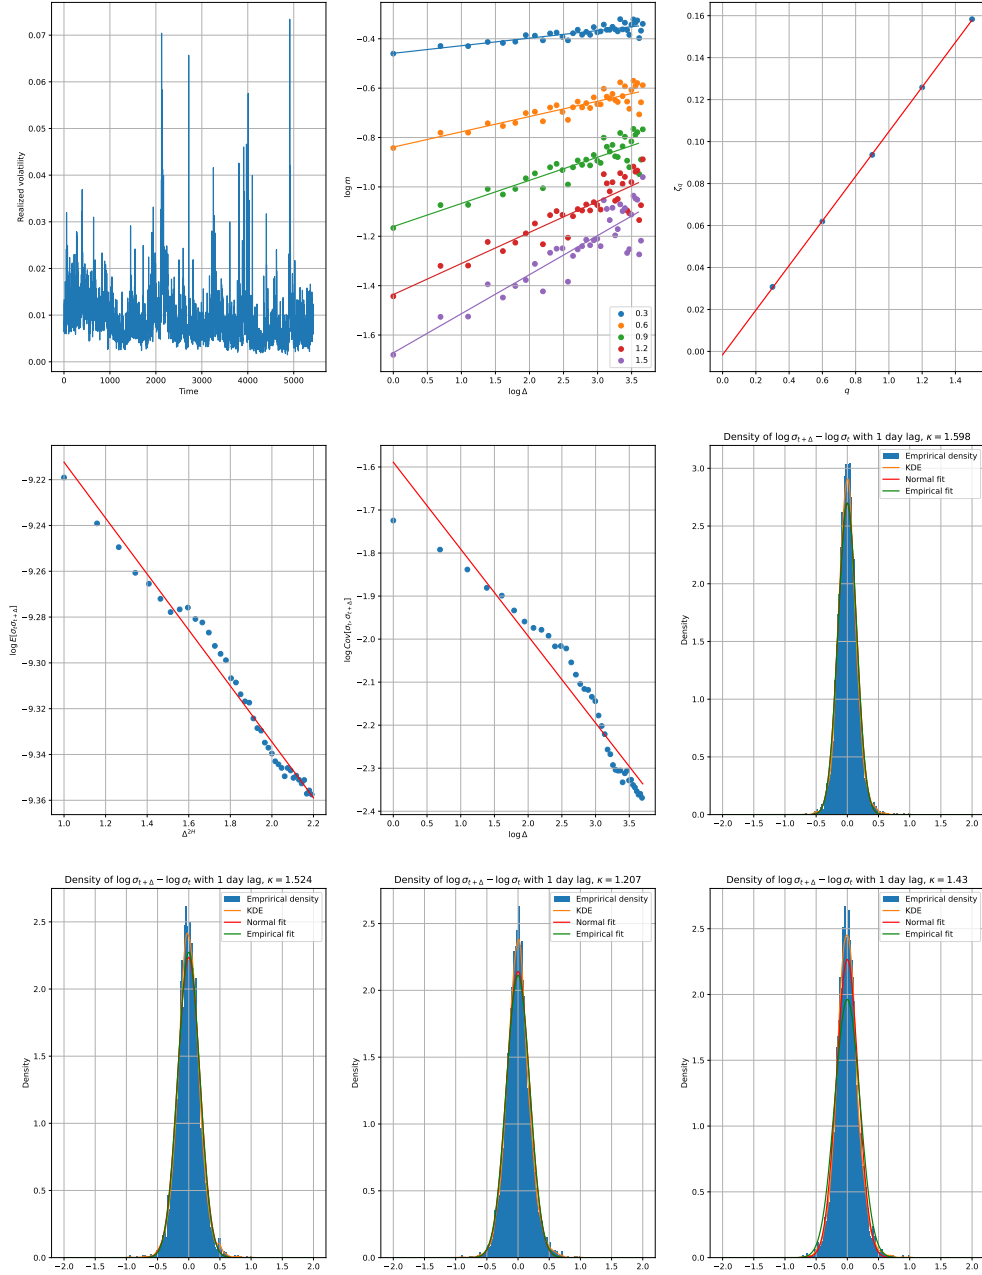 0.07
0.06
0.05
0.04
0.03
0.02
0.01
0.00
Realized volatility
0 1000 2000 3000 4000 5000
Time
−0.4
−0.6
−0.8
−1.0
−1.2
−1.4
−1.6
log m
0.3
0.6
0.9
1.2
1.5
0.0 0.5 1.0 1.5 2.0 2.5 3.0 3.5
log Δ
0.16
0.14
0.12
0.10
0.08
0.06
0.04
0.02
0.00
ζq
0.0 0.2 0.4 0.6 0.8 1.0 1.2 1.4
q
−9.22
−9.24
−9.26
−9.28
−9.30
−9.32
−9.34
−9.36
log E[σtσt+Δ]
1.0 1.2 1.4 1.6 1.8 2.0 2.2
Δ2H
−1.6
−1.7
−1.8
−1.9
−2.0
−2.1
−2.2
−2.3
−2.4
log Cov[σt, σt+Δ]
0.0 0.5 1.0 1.5 2.0 2.5 3.0 3.5
log Δ
Density of log σt+Δ − log σt with 1 day lag, κ = 1.598
Emprirical density
KDE
Normal fit
Empirical fit
3.0
2.5
2.0
1.5
1.0
0.5
0.0
Density
−2.0 −1.5 −1.0 −0.5 0.0 0.5 1.0 1.5 2.0
Density of log σt+Δ − log σt with 1 day lag, κ = 1.524
Emprirical density
KDE
Normal fit
Empirical fit
2.5
2.0
1.5
1.0
0.5
0.0
Density
−2.0 −1.5 −1.0 −0.5 0.0 0.5 1.0 1.5 2.0
Density of log σt+Δ − log σt with 1 day lag, κ = 1.207
Emprirical density
KDE
Normal fit
Empirical fit
2.5
2.0
1.5
1.0
0.5
0.0
Density
−2.0 −1.5 −1.0 −0.5 0.0 0.5 1.0 1.5 2.0
Density of log σt+Δ − log σt with 1 day lag, κ = 1.43
Emprirical density
KDE
Normal fit
Empirical fit
2.5
2.0
1.5
1.0
0.5
0.0
Density
−2.0 −1.5 −1.0 −0.5 0.0 0.5 1.0 1.5 2.0